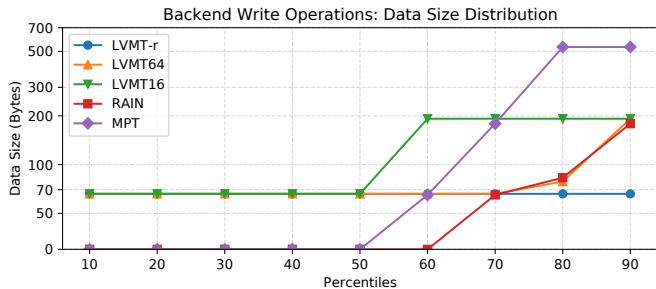 Backend Write Operations: Data Size Distribution
Data Size (Bytes)
700
500
300
200
100
70
50
0
LVMT-r
LVMT64
LVMT16
RAIN
MPT
10 20 30 40 50 60 70 80 90
Percentiles